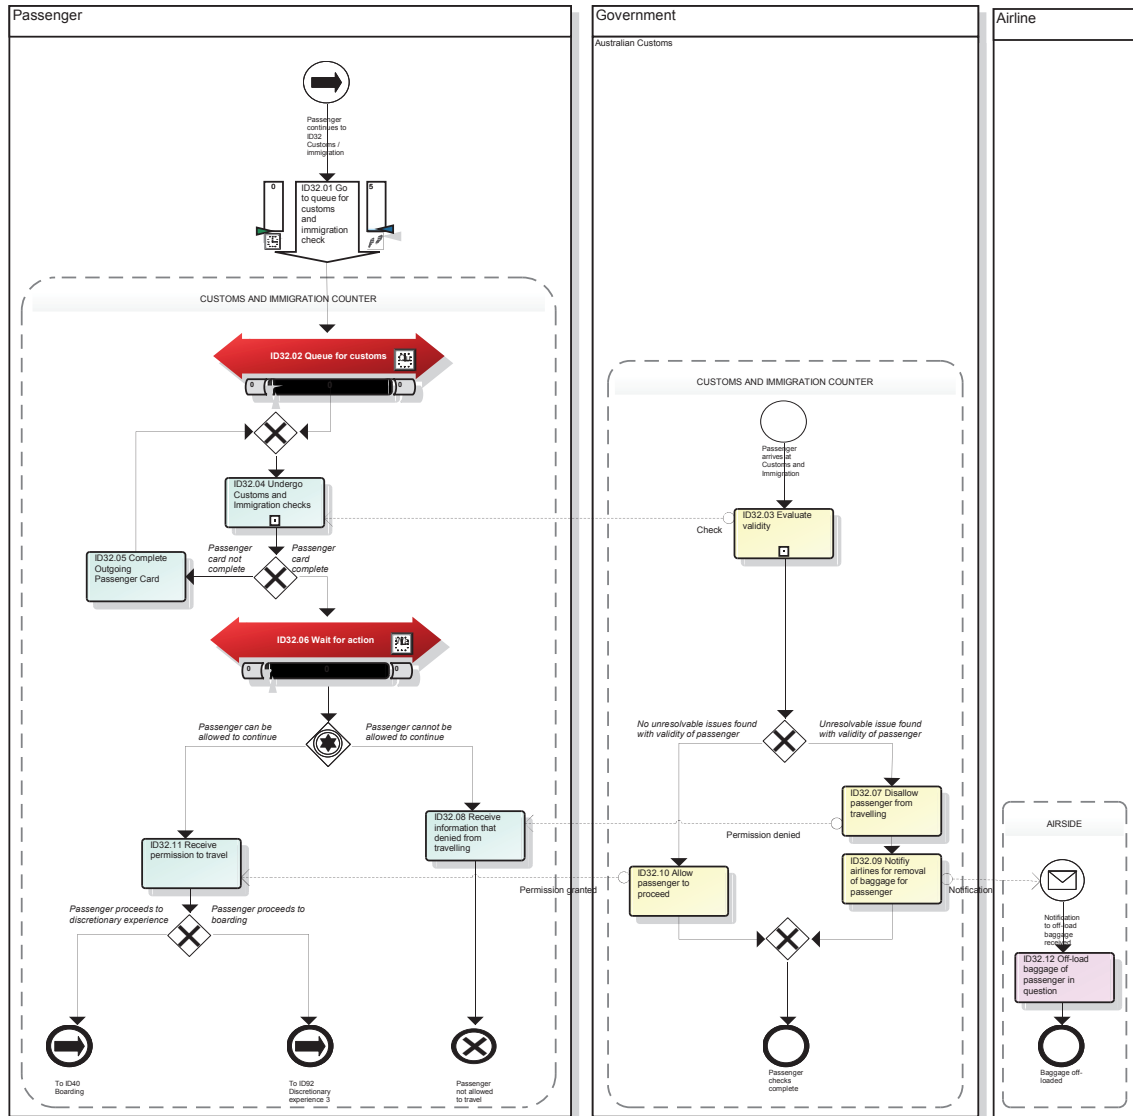 Passenger
Passenger
continues to
ID32
Customs /
immigration
0
ID32.01 Go
to queue for
customs
and
immigration
check
5
CUSTOMS AND IMMIGRATION COUNTER
ID32.02 Queue for customs
0
0
0
ID32.04 Undergo
Customs and
Immigration checks
Passenger
card not
complete
Passenger
card
complete
ID32.05 Complete
Outgoing
Passenger Card
ID32.06 Wait for action
0
0
0
Passenger can be
allowed to continue
Passenger cannot be
allowed to continue
ID32.08 Receive
information that
denied from
travelling
ID32.11 Receive
permission to travel
Passenger proceeds to
discretionary experience
Passenger proceeds to
boarding
To ID40
Boarding
To ID92
Discretionary
experience 3
Passenger
not allowed
to travel
Government
Australian Customs
CUSTOMS AND IMMIGRATION COUNTER
Passenger
arrives at
Customs and
Immigration
Check
ID32.03 Evaluate
validity
No unresolvable issues found
with validity of passenger
Unresolvable issue found
with validity of passenger
ID32.07 Disallow
passenger from
travelling
Permission denied
ID32.09 Notifiy
airlines for removal
of baggage for
passenger
ID32.10 Allow
passenger to
proceed
Permission granted
Notification
Passenger
checks
complete
Airline
AIRSIDE
Notification
to off-load
baggage
received
ID32.12 Off-load
baggage of
passenger in
question
Baggage off-
loaded